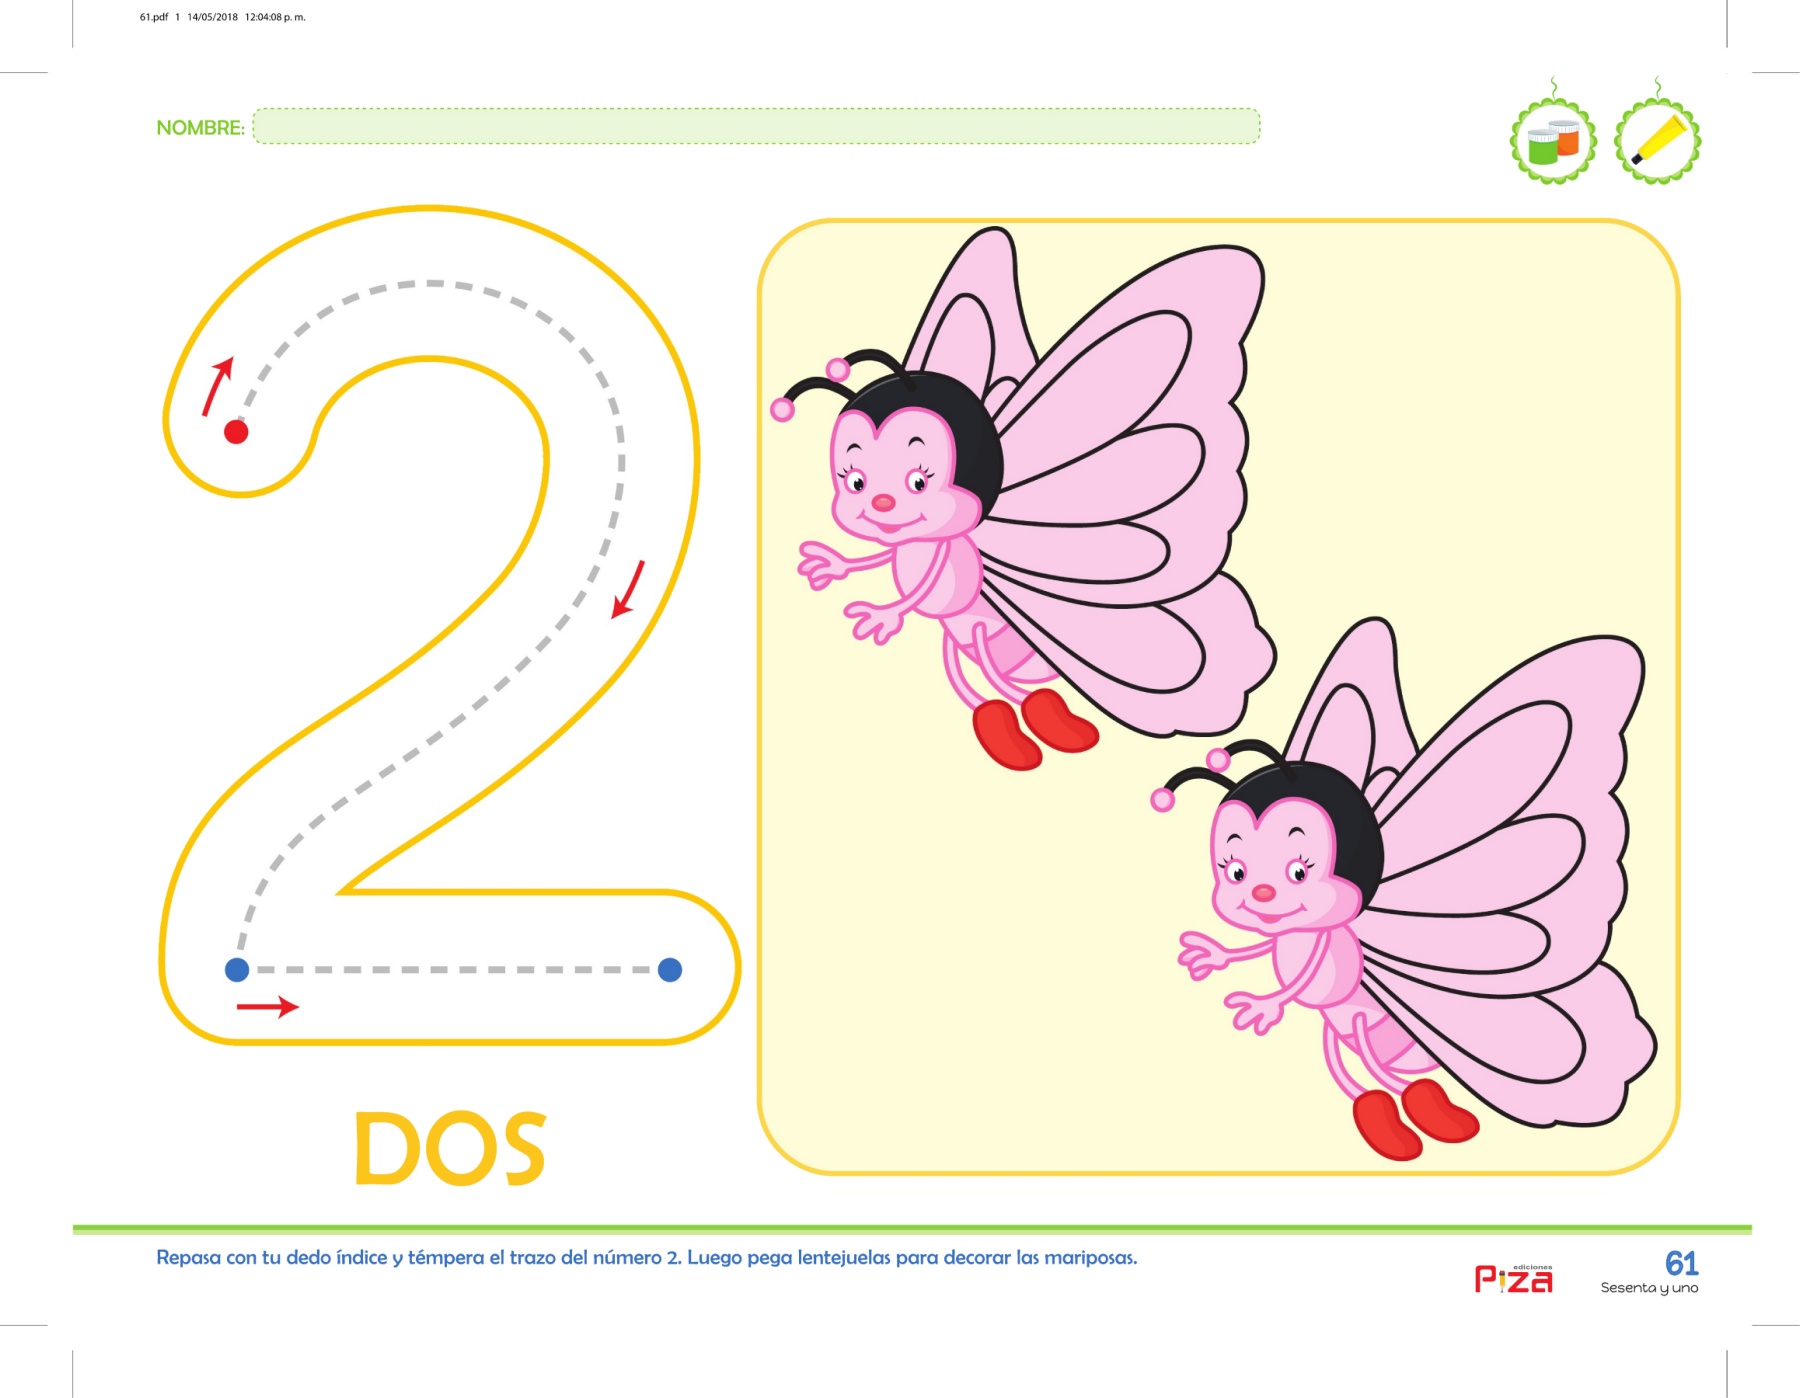 61.pdf 1 14/05/2018 12:04:08 p. m.
NOMBRE:
2
DOS
Repasa con tu dedo índice y témpera el trazo del número 2. Luego pega lentejuelas para decorar las mariposas.
ediciones
Piza
61
Sesenta y uno